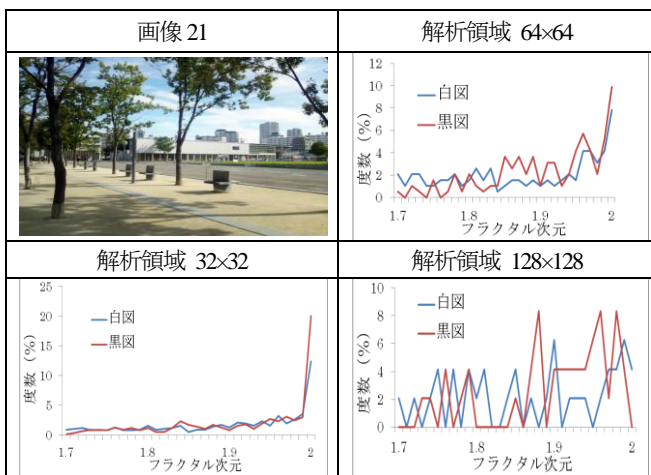 画像 21
解析領域 64×64
12
10
8
6
4
2
0
度数（%）
白図
黒図
1.7 1.8 1.9 2
フラクタル次元
解析領域 32×32
解析領域 128×128
25
20
15
10
5
0
度数（%）
白図
黒図
1.7 1.8 1.9 2
フラクタル次元
10
8
6
4
2
0
度数（%）
白図
黒図
1.7 1.8 1.9 2
フラクタル次元